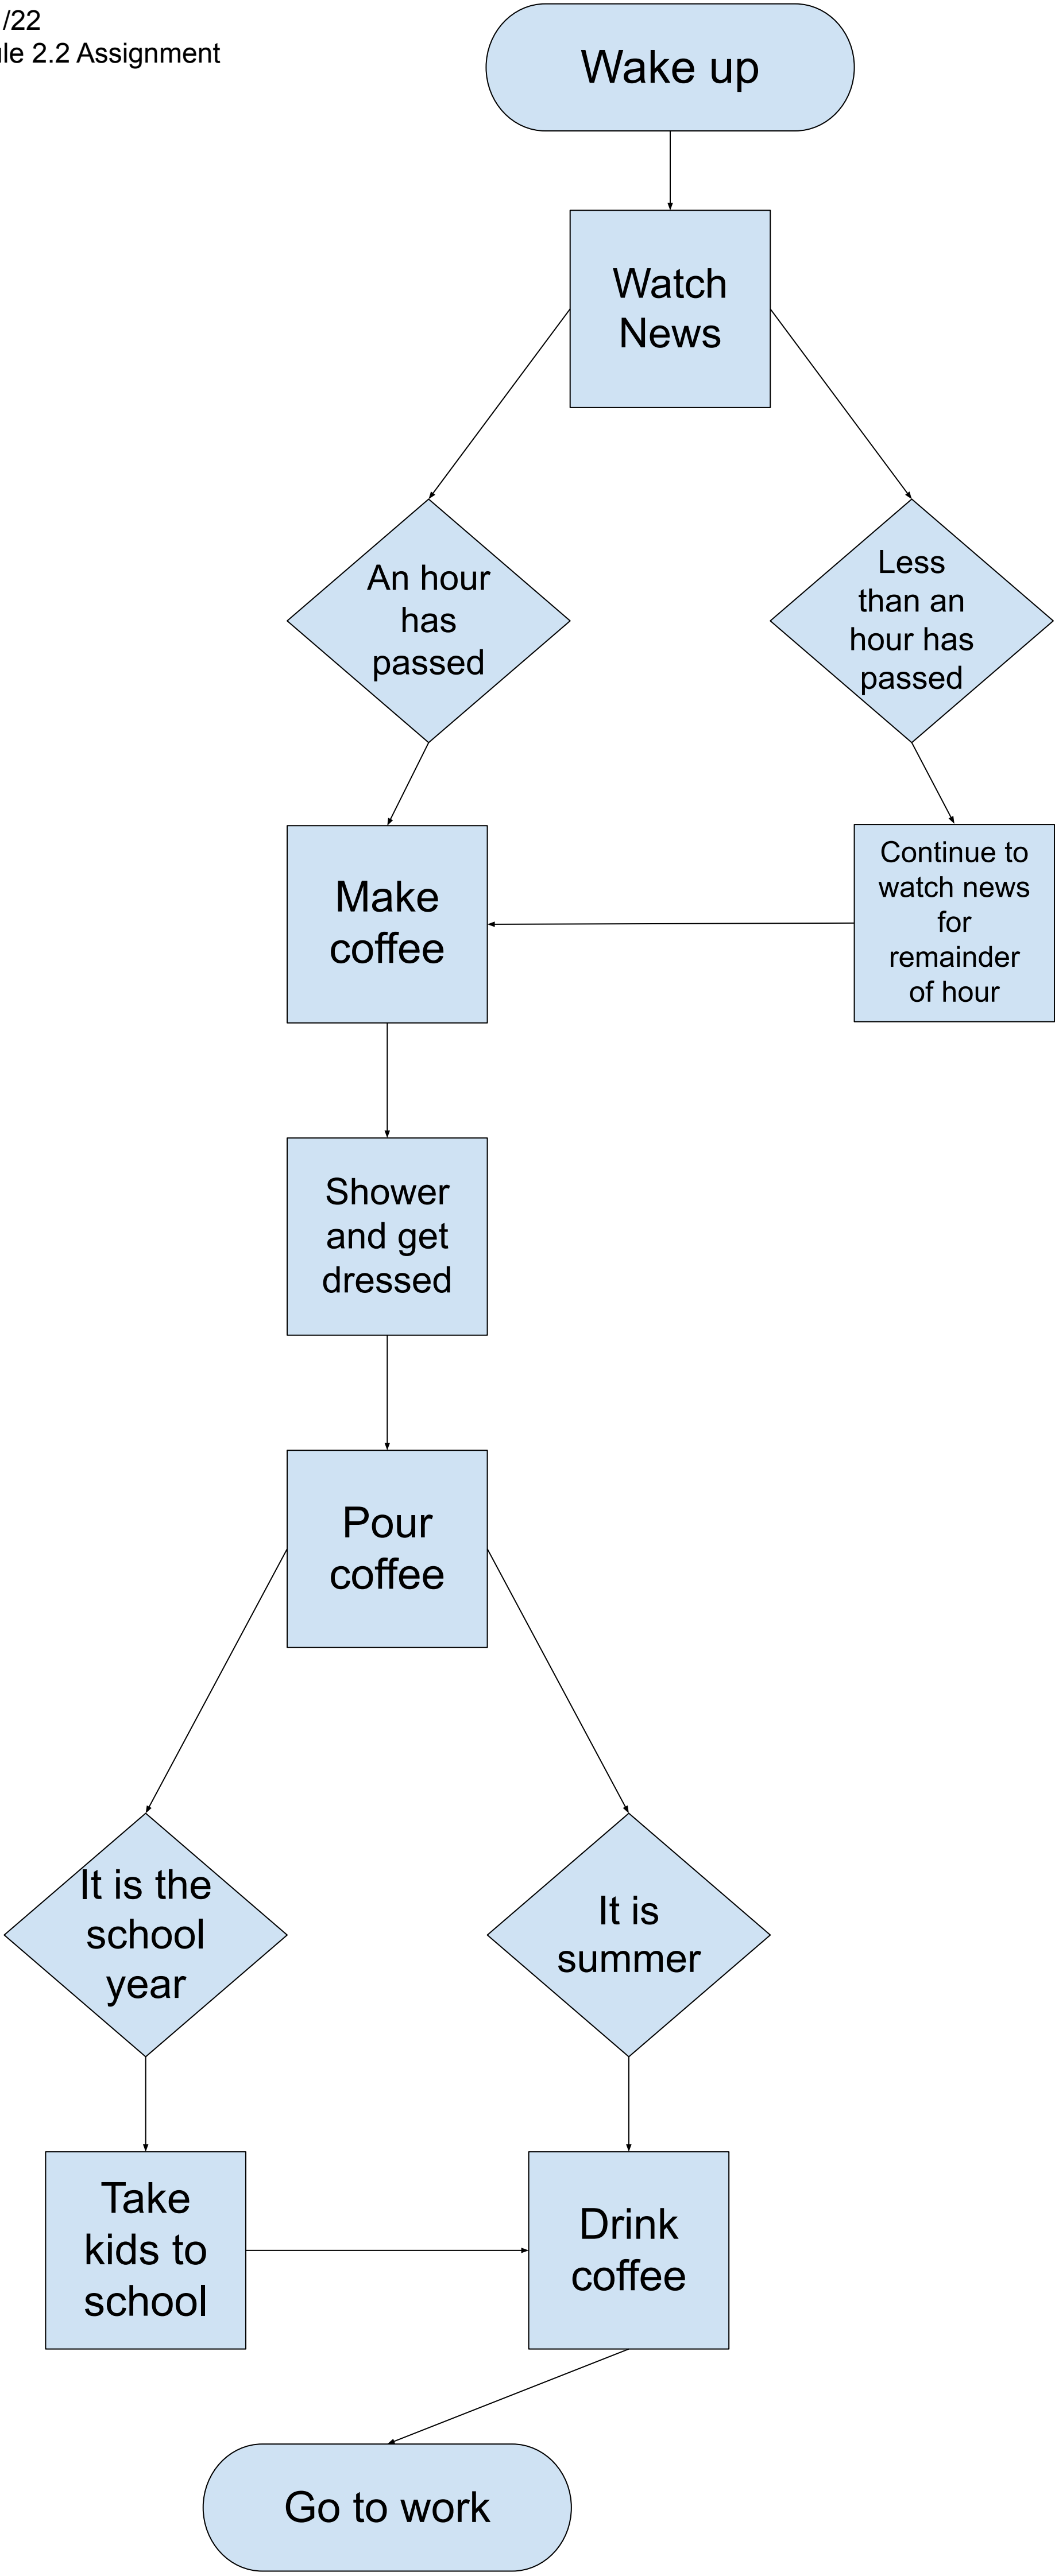 /22
2.2 Assignment
Wake up
Watch
News
An hour
has
passed
Less
than an
hour has
passed
Make
coffee
Continue to
watch news
for
remainder
of hour
Shower
and get
dressed
Pour
coffee
It is the
school
year
It is
summer
Take
kids to
school
Drink
coffee
Go to work